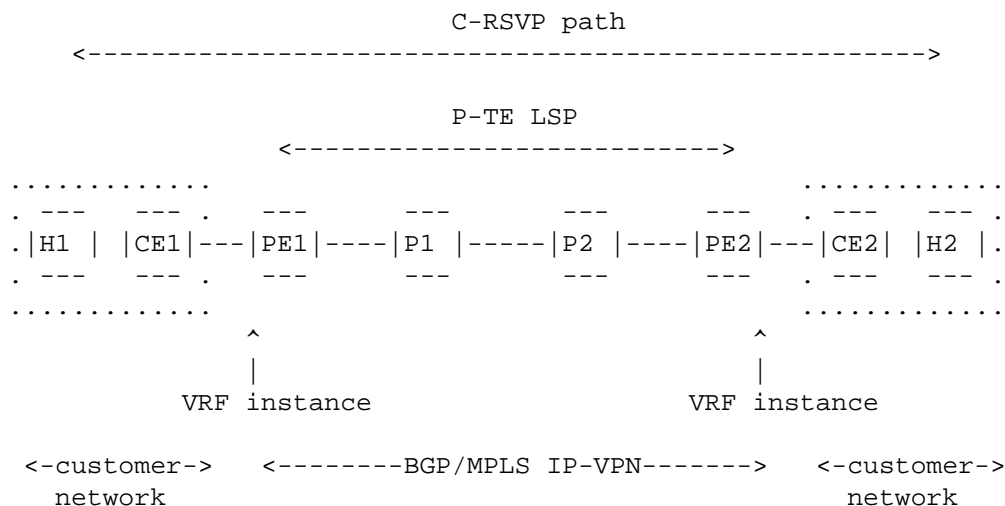 C-RSVP path
<----------------------------------------------------->
P-TE LSP
<--------------------------->
............. .............
. --- --- . --- --- --- --- . --- --- .
.|H1 | |CE1|---|PE1|----|P1 |-----|P2 |----|PE2|---|CE2| |H2 |.
. --- --- . --- --- --- --- . --- --- .
............. .............
^ ^
| |
VRF instance VRF instance
<-customer-> <--------BGP/MPLS IP-VPN-------> <-customer->
network network